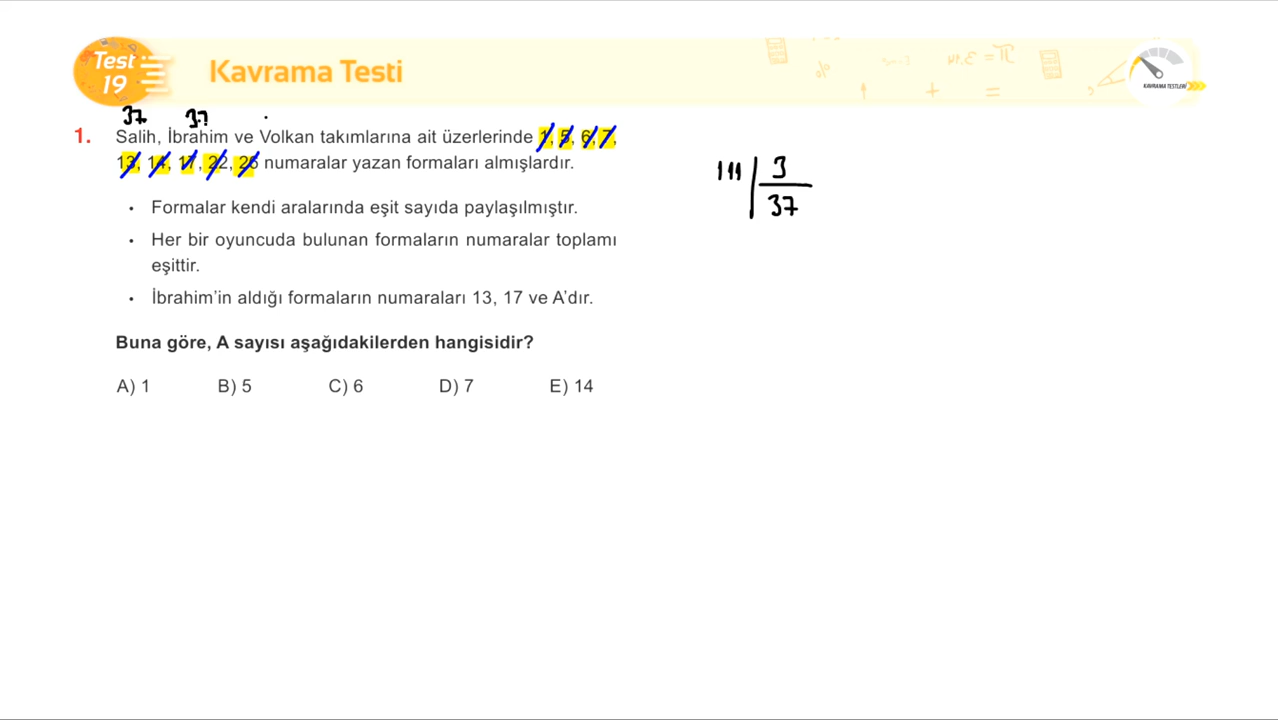 Test
19
Kavrama Testi
KAVRAMA TESTLERİ
37 37
1. Salih, İbrahim ve Volkan takımlarına ait üzerlerinde 1, 5, 6, 7,
13, 14, 17, 22, 26 numaralar yazan formaları almışlardır.
111 3
37
• Formalar kendi aralarında eşit sayıda paylaşılmıştır.
• Her bir oyuncuda bulunan formaların numaralar toplamı
eşittir.
• İbrahim’in aldığı formaların numaraları 13, 17 ve A’dır.
Buna göre, A sayısı aşağıdakilerden hangisidir?
A) 1 B) 5 C) 6 D) 7 E) 14